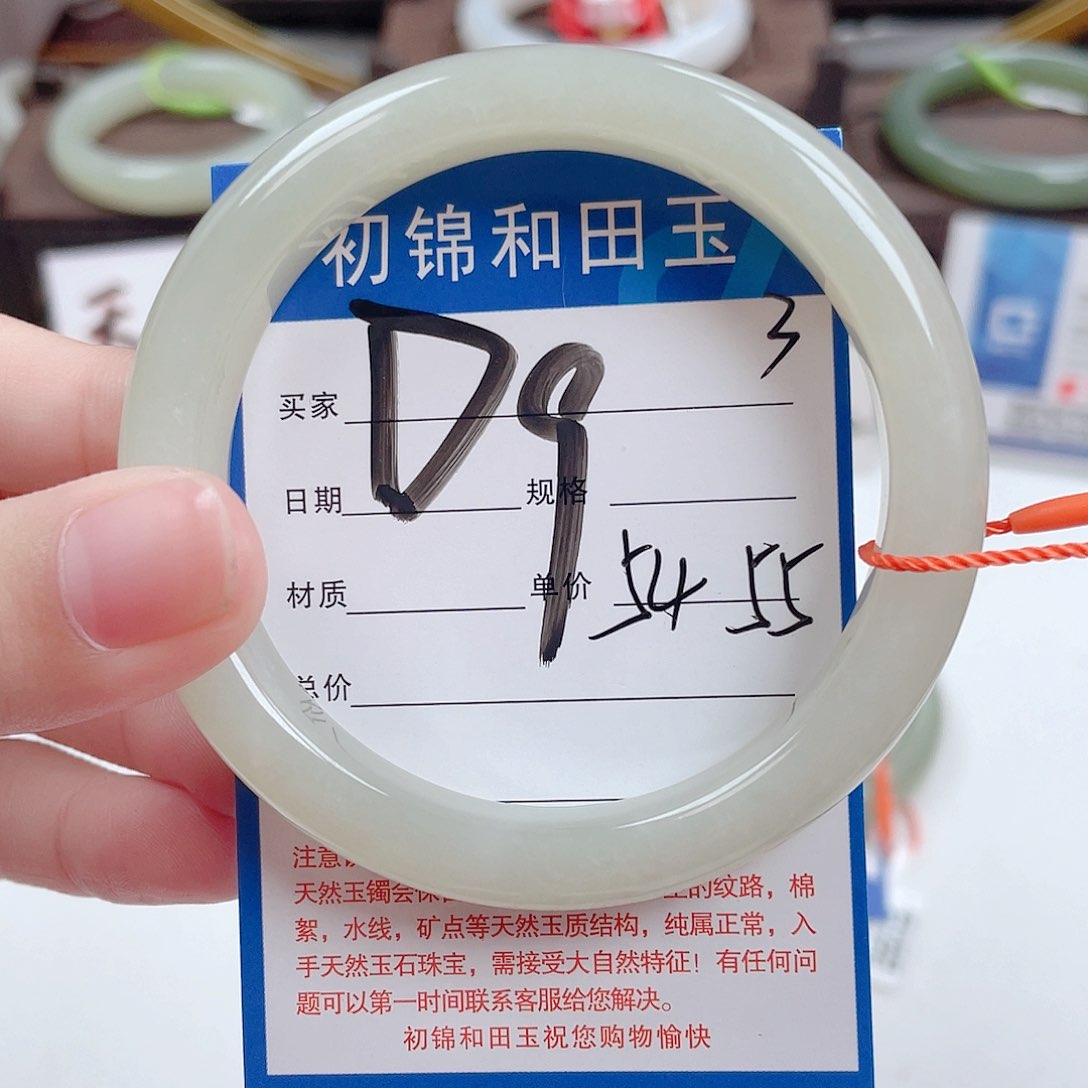 初锦和田玉
D9
3
买家
日期 规格
材质 单价 54 55
总价
注意
天然玉镯会 的纹路，棉
絮，水线，矿点等天然玉质结构，纯属正常，入
手天然玉石珠宝，需接受大自然特征！有任何问
题可以第一时间联系客服给您解决。
初锦和田玉祝您购物愉快